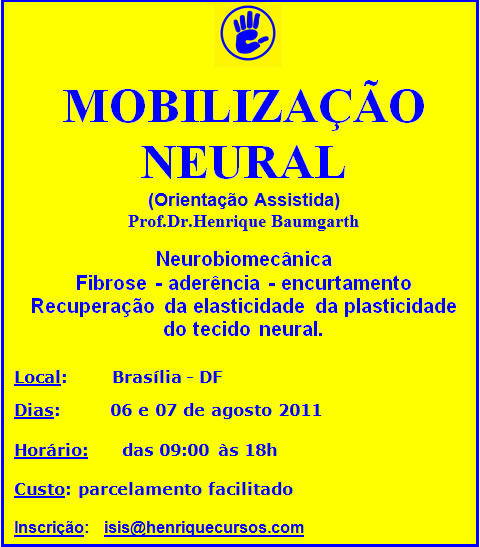 MOBILIZAÇÃO
NEURAL
(Orientação Assistida)
Prof.Dr.Henrique Baumgarth
Neurobiomecânica
Fibrose - aderência - encurtamento
Recuperação da elasticidade da plasticidade
do tecido neural.
Local: Brasília - DF
Dias: 06 e 07 de agosto 2011
Horário: das 09:00 às 18h
Custo: parcelamento facilitado
Inscrição: isis@henriquecursos.com